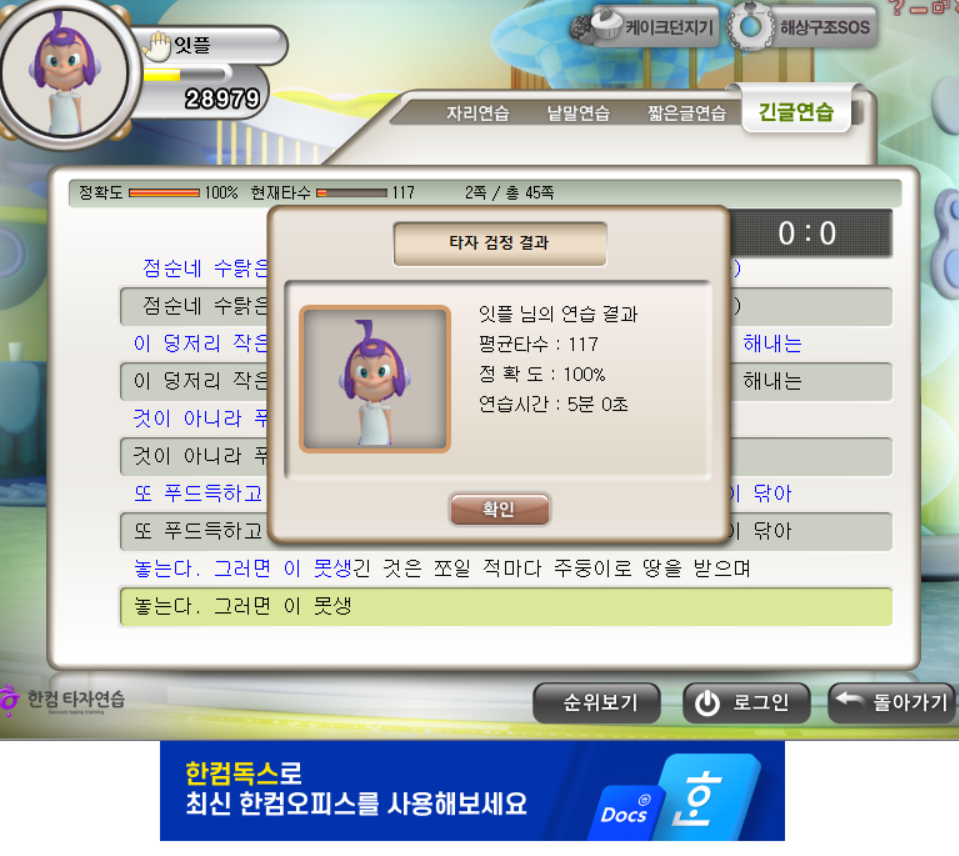 잇플
28979
케이크던지기
해상구조SOS
자리연습 낱말연습 짧은글연습 긴글연습
정확도 100% 현재타수 117 2쪽 / 총 45쪽
0:0
타자 검정 결과
잇플 님의 연습 결과
평균타수 : 117
정 확 도 : 100%
연습시간 : 5분 0초
확인
점순네 수탉은 )
점순네 수탉은 )
이 덩저리 작은 해내는
이 덩저리 작은 해내는
것이 아니라 푸
것이 아니라 푸
또 푸드득하고 이 닦아
또 푸드득하고 이 닦아
놓는다. 그러면 이 못생긴 것은 쪼일 적마다 주둥이로 땅을 받으며
놓는다. 그러면 이 못생
한컴 타자연습
순위보기 로그인 돌아가기
한컴독스로
최신 한컴오피스를 사용해보세요
Docs